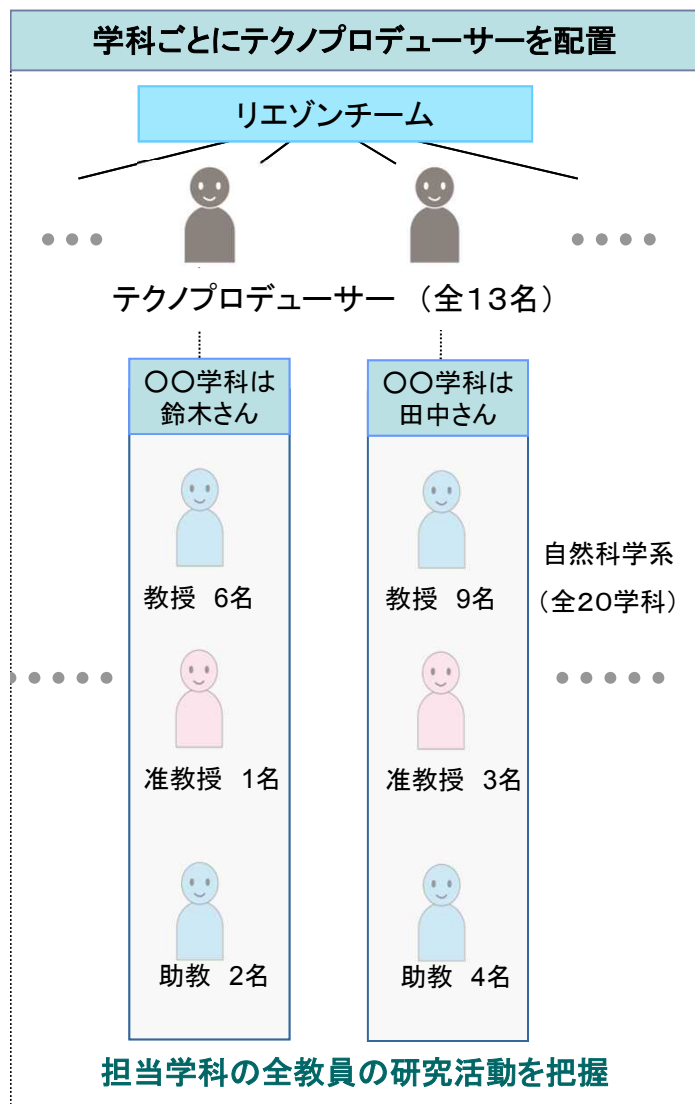 学科ごとにテクノプロデューサーを配置
リエゾンチーム
テクノプロデューサー （全１３名）
〇〇学科は
鈴木さん
〇〇学科は
田中さん
教授 6名
教授 9名
自然科学系
（全２０学科）
准教授 1名
准教授 3名
助教 2名
助教 4名
担当学科の全教員の研究活動を把握